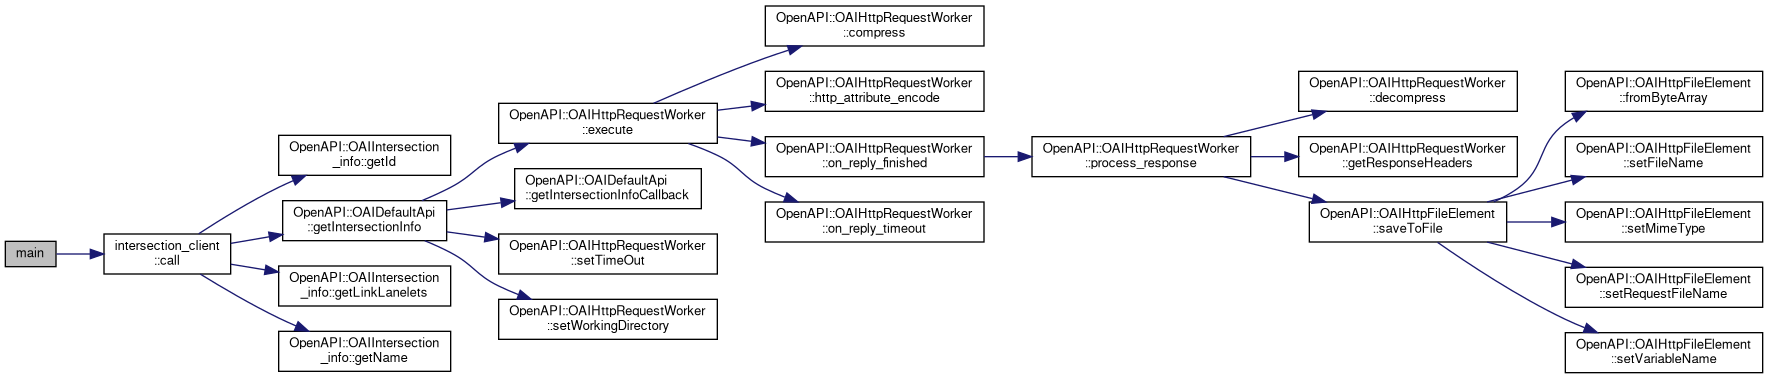 main
intersection_client
::call
OpenAPI::OAIIntersection
_info::getId
OpenAPI::OAIDefaultApi
::getIntersectionInfo
OpenAPI::OAIIntersection
_info::getLinkLanelets
OpenAPI::OAIIntersection
_info::getName
OpenAPI::OAIHttpRequestWorker
::execute
OpenAPI::OAIDefaultApi
::getIntersectionInfoCallback
OpenAPI::OAIHttpRequestWorker
::setTimeOut
OpenAPI::OAIHttpRequestWorker
::setWorkingDirectory
OpenAPI::OAIHttpRequestWorker
::compress
OpenAPI::OAIHttpRequestWorker
::http_attribute_encode
OpenAPI::OAIHttpRequestWorker
::on_reply_finished
OpenAPI::OAIHttpRequestWorker
::on_reply_timeout
OpenAPI::OAIHttpRequestWorker
::process_response
OpenAPI::OAIHttpRequestWorker
::decompress
OpenAPI::OAIHttpRequestWorker
::getResponseHeaders
OpenAPI::OAIHttpFileElement
::saveToFile
OpenAPI::OAIHttpFileElement
::fromByteArray
OpenAPI::OAIHttpFileElement
::setFileName
OpenAPI::OAIHttpFileElement
::setMimeType
OpenAPI::OAIHttpFileElement
::setRequestFileName
OpenAPI::OAIHttpFileElement
::setVariableName